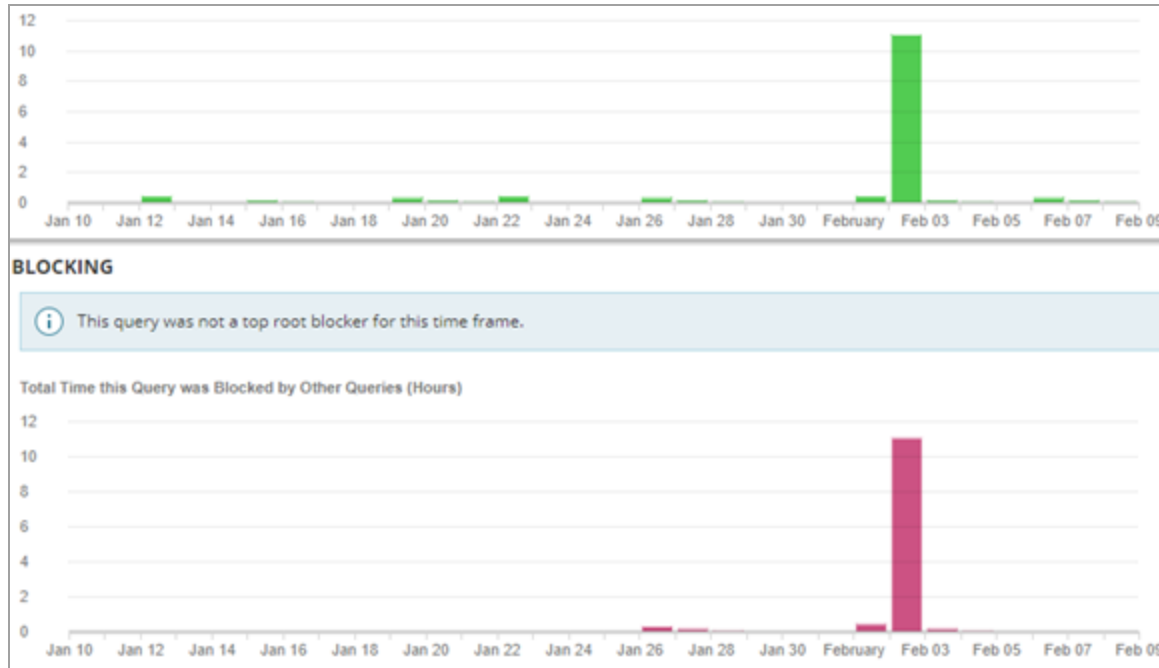 12
10
8
6
4
2
0
Jan 10 Jan 12 Jan 14 Jan 16 Jan 18 Jan 20 Jan 22 Jan 24 Jan 26 Jan 28 Jan 30 February Feb 03 Feb 05 Feb 07 Feb 09
BLOCKING
This query was not a top root blocker for this time frame.
Total Time this Query was Blocked by Other Queries (Hours)
12
10
8
6
4
2
0
Jan 10 Jan 12 Jan 14 Jan 16 Jan 18 Jan 20 Jan 22 Jan 24 Jan 26 Jan 28 Jan 30 February Feb 03 Feb 05 Feb 07 Feb 09